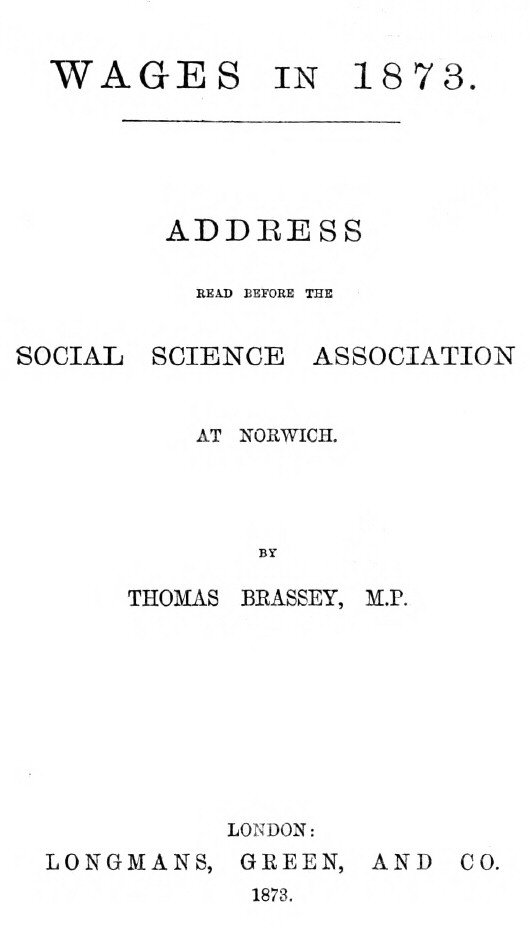 WAGES IN 1873.
ADDRESS
READ BEFORE THE
SOCIAL SCIENCE ASSOCIATION
AT NORWICH.
BY
THOMAS BRASSEY, M.P.
LONDON:
LONGMANS, GREEN, AND CO.
1873.